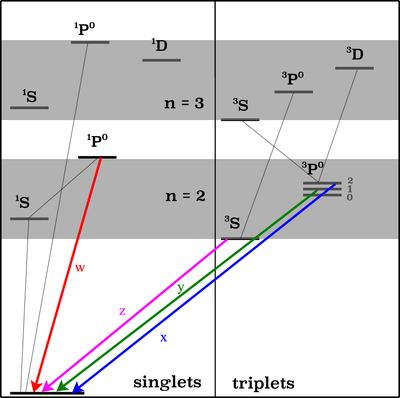 ¹P⁰
¹D
³D
³P⁰
¹S
n = 3
³S
¹P⁰
³P⁰
2
1
0
¹S
n = 2
³S
w
z
y
x
singlets
triplets